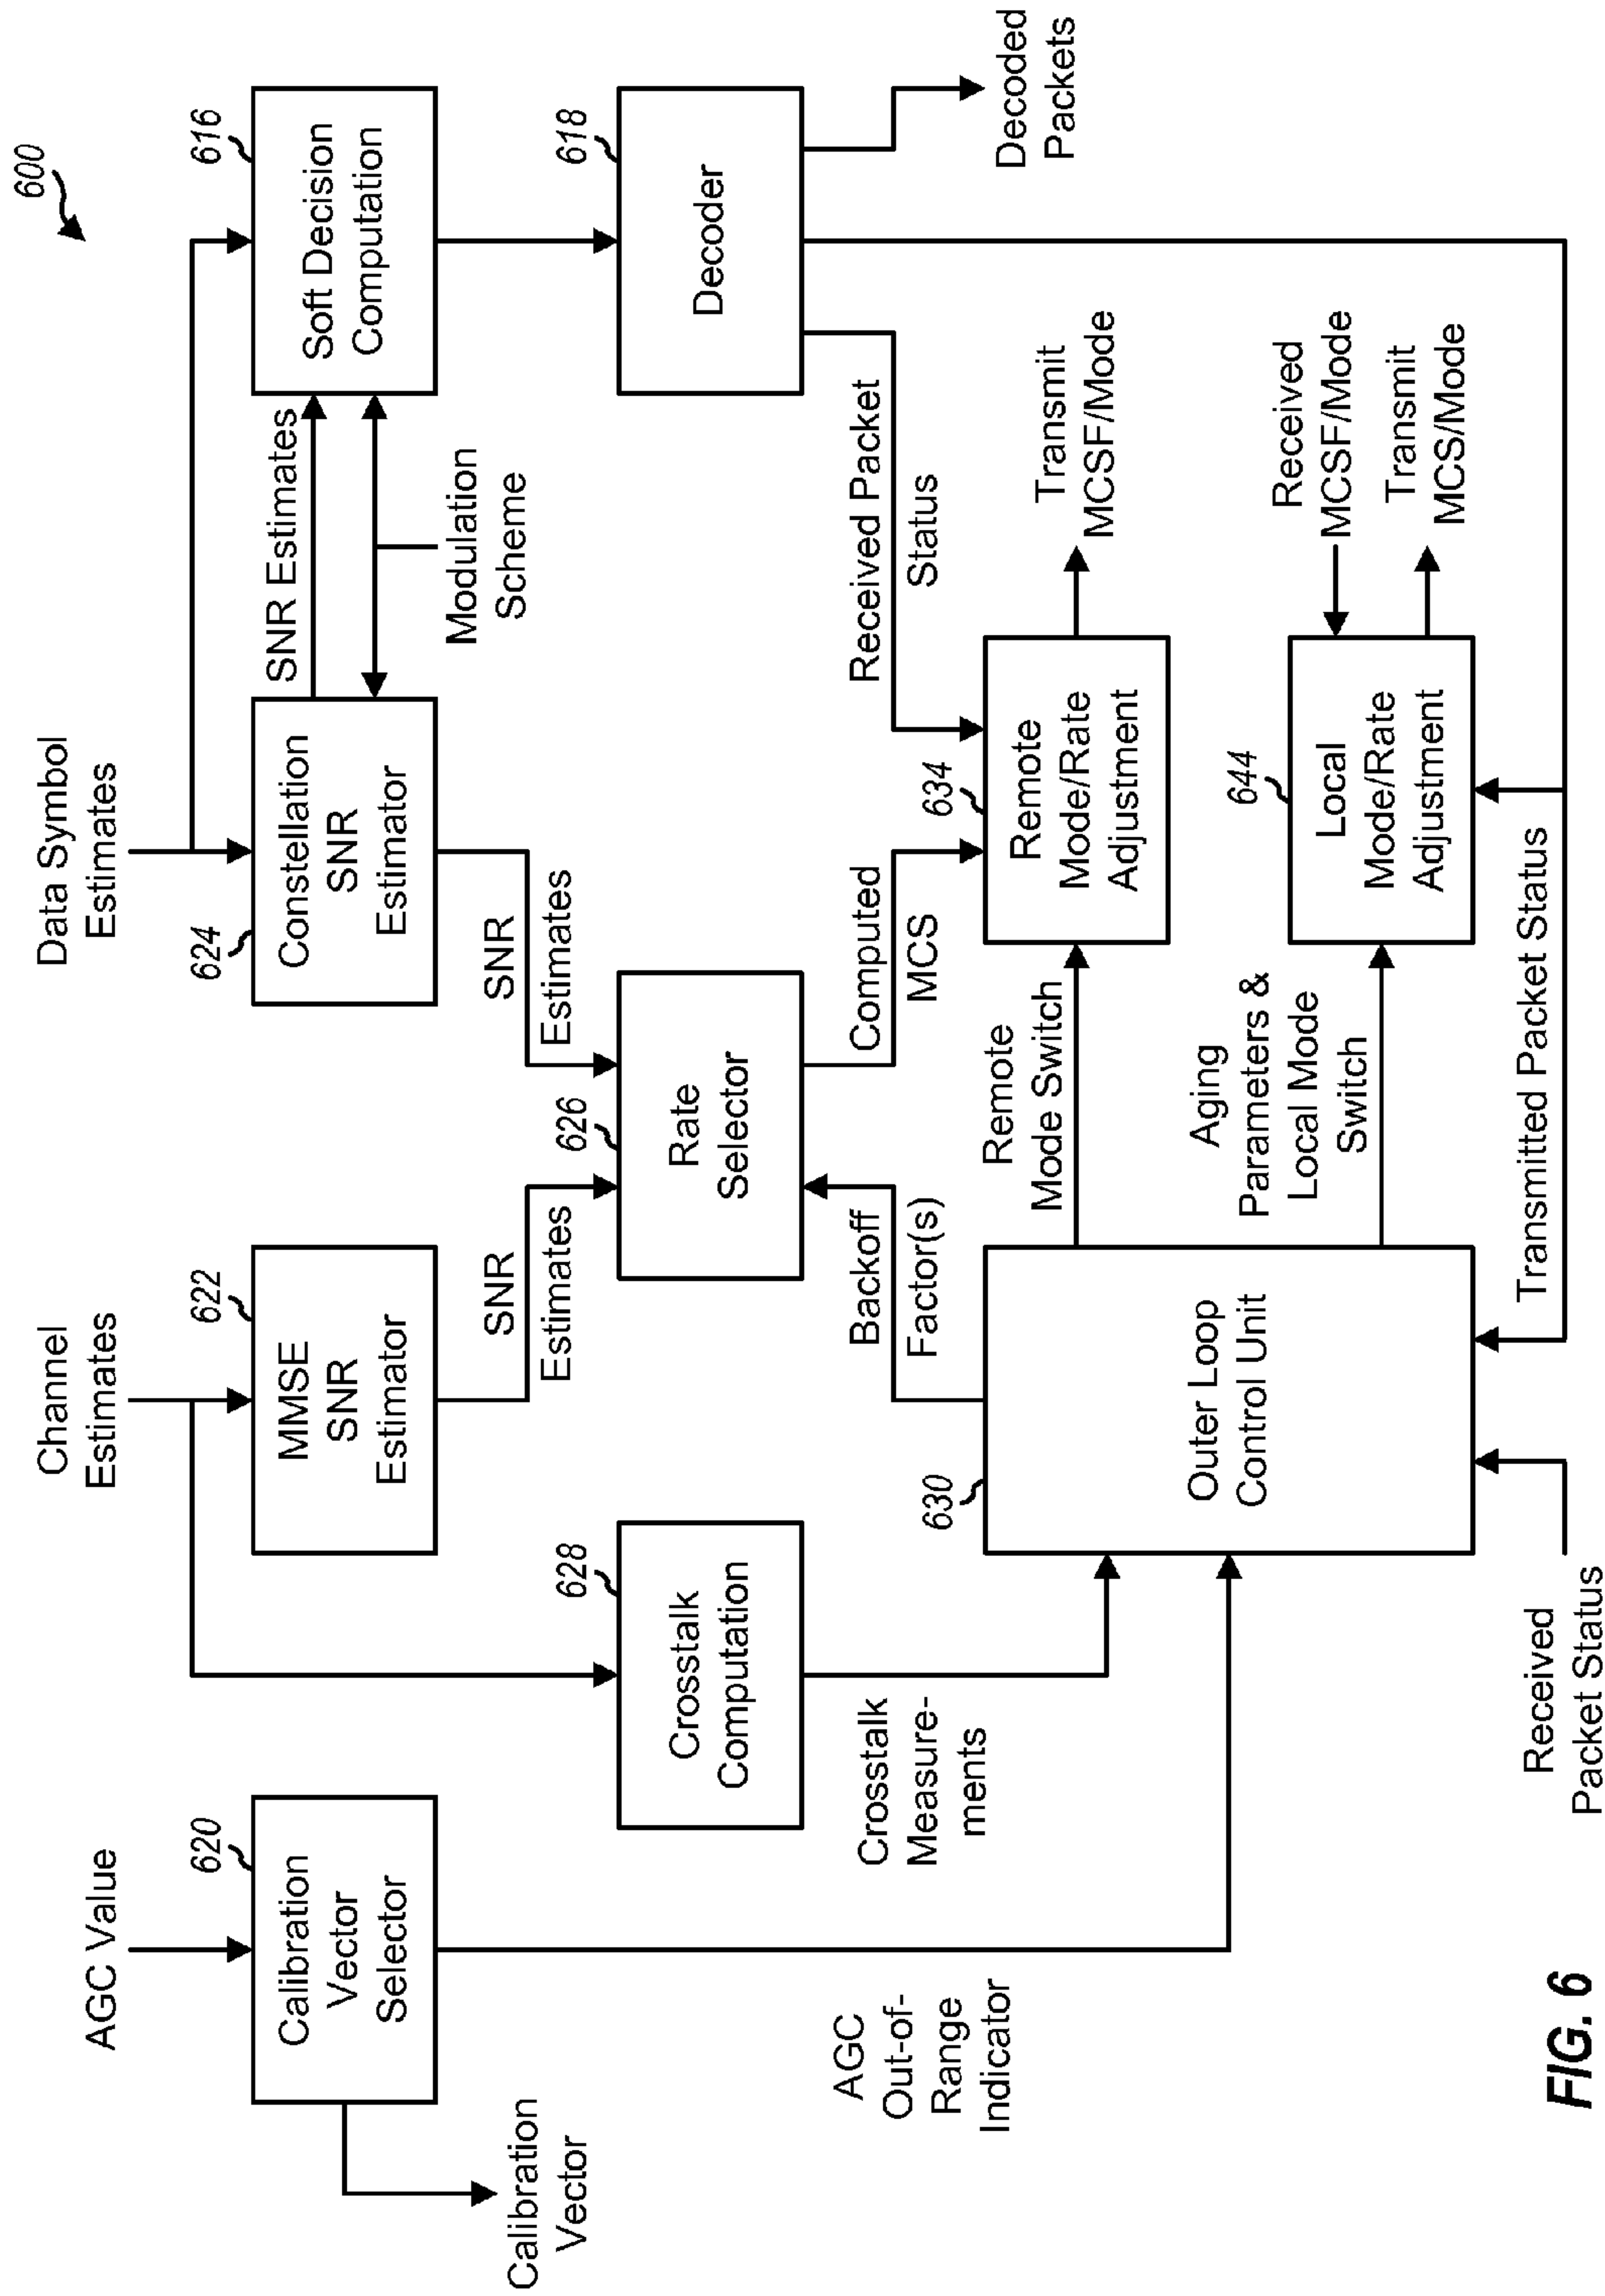 600
AGC Value
Channel
Estimates
Data Symbol
Estimates
620
Calibration
Vector
Selector
622
MMSE
SNR
Estimator
624
Constellation
SNR
Estimator
SNR Estimates
616
Soft Decision
Computation
Modulation
Scheme
Calibration
Vector
628
Crosstalk
Computation
SNR
Estimates
SNR
Estimates
626
Rate
Selector
618
Decoder
Crosstalk
Measure-
ments
AGC
Out-of-
Range
Indicator
Backoff
Factor(s)
Computed
MCS
Received Packet
Status
Decoded
Packets
630
Outer Loop
Control Unit
Remote
Mode Switch
634
Remote
Mode/Rate
Adjustment
Transmit
MCSF/Mode
Aging
Parameters &
Local Mode
Switch
644
Local
Mode/Rate
Adjustment
Received
MCSF/Mode
Transmit
MCS/Mode
Received
Packet Status
Transmitted Packet Status
FIG. 6